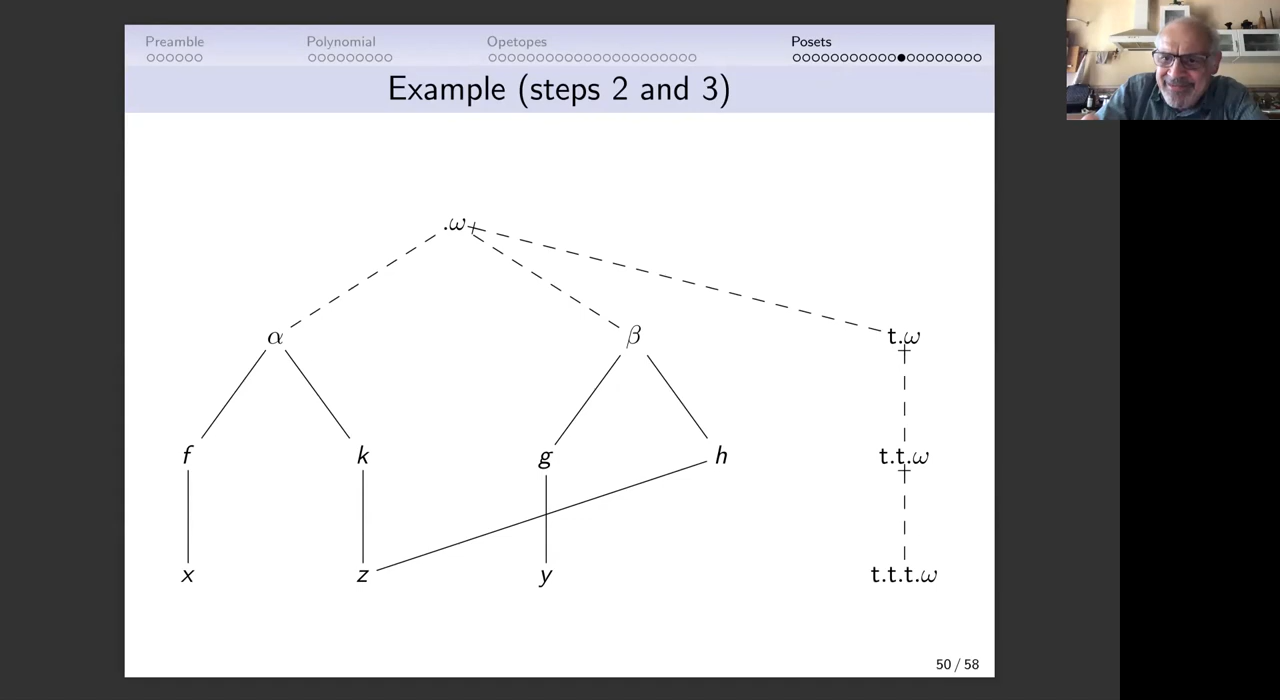 Preamble Polynomial Opetopes Posets
Example (steps 2 and 3)
.ω
α β t.ω
f k g h t.t.ω
x z y t.t.t.ω
50 / 58